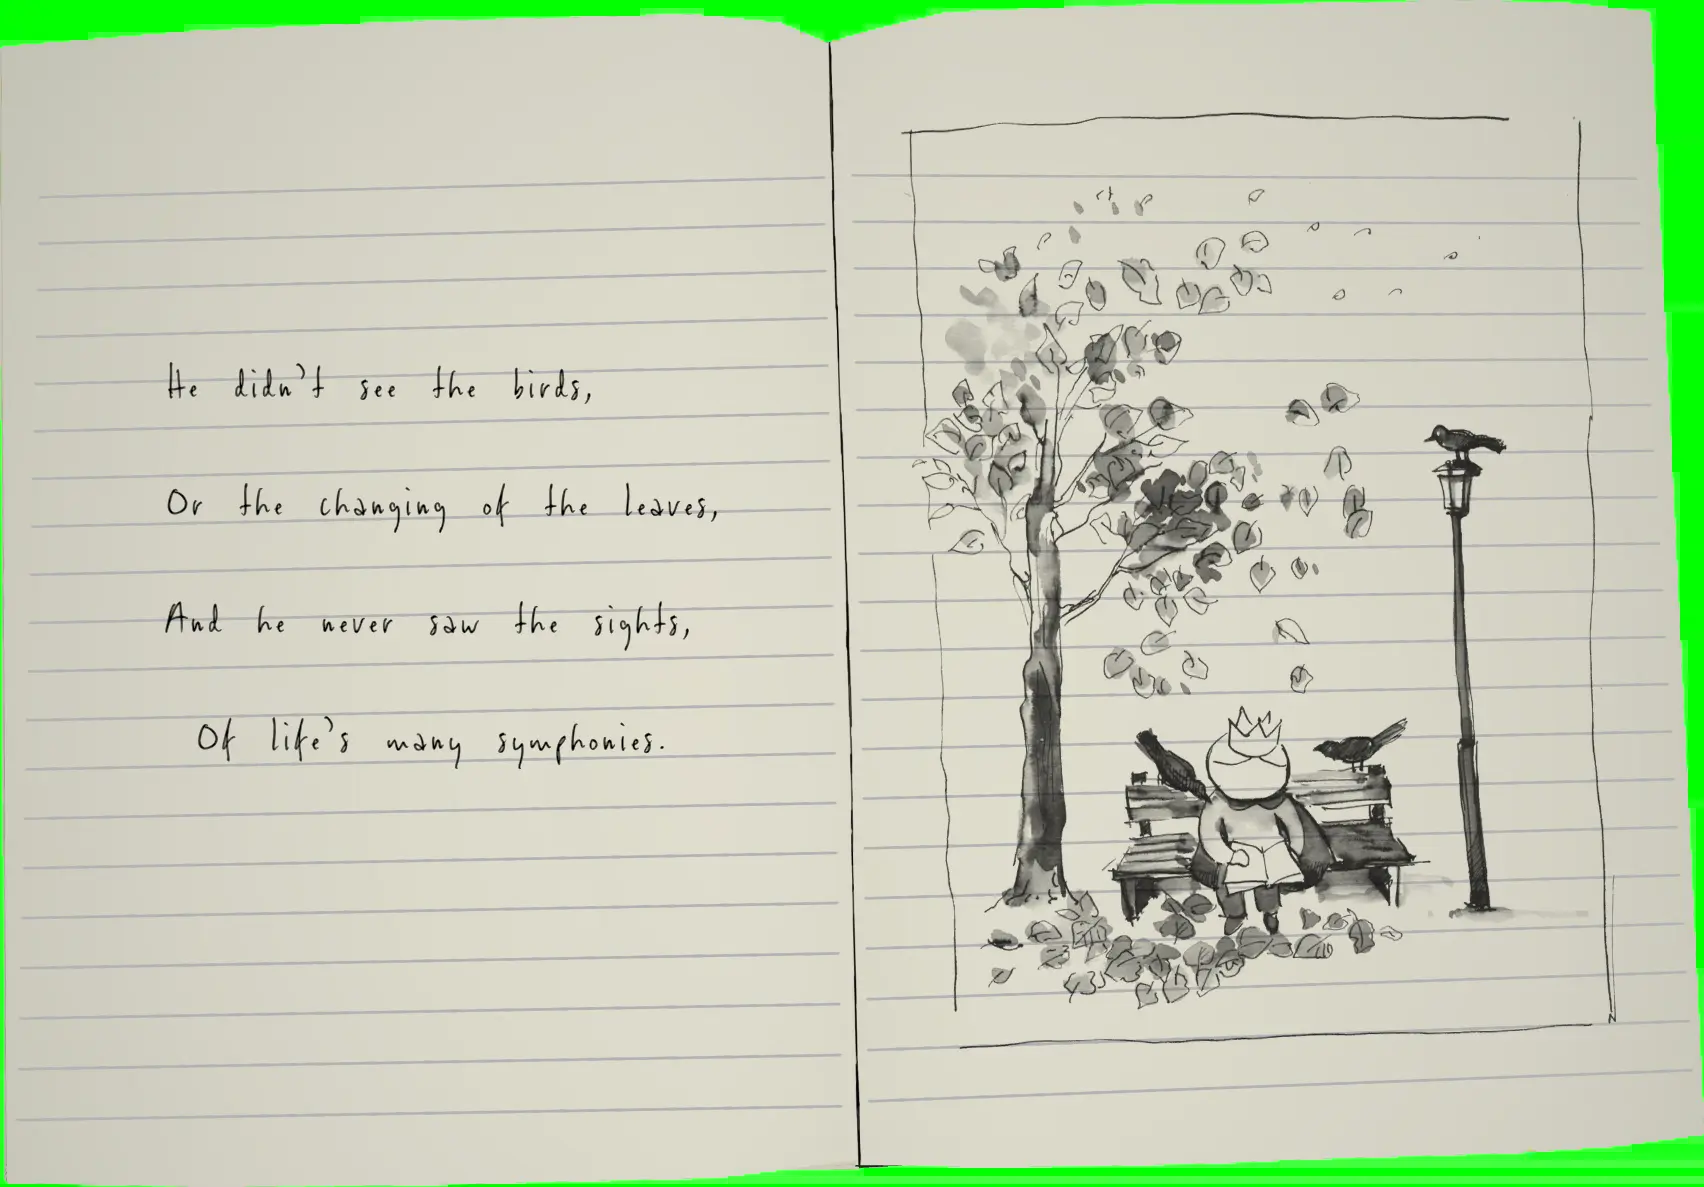 He didn't see the birds,
Or the changing of the leaves,
And he never saw the sights,
Of life's many symphonies.